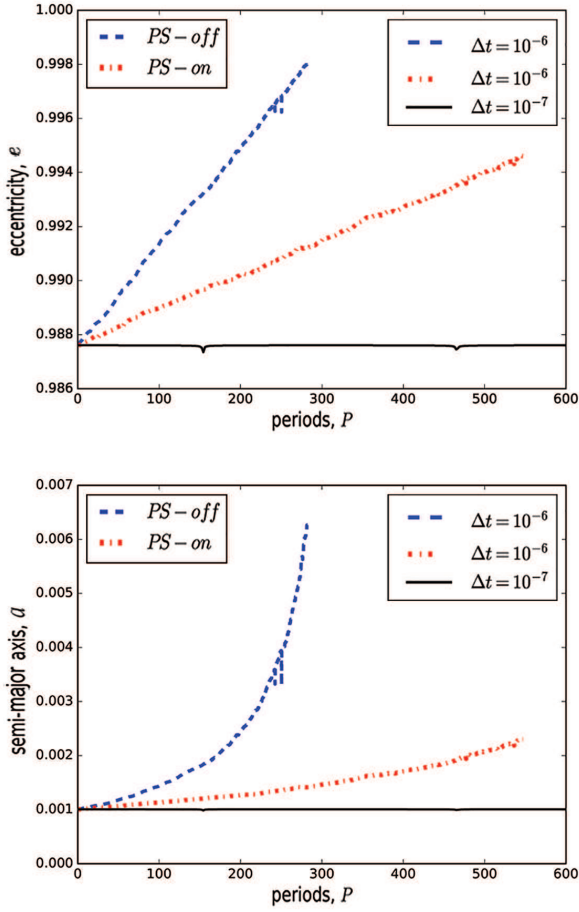 1.000
0.998
0.996
0.994
0.992
0.990
0.988
0.986
eccentricity, e
PS−off
PS−on
Δt=10⁻⁶
Δt=10⁻⁶
Δt=10⁻⁷
0 100 200 300 400 500 600
periods, P
0.007
0.006
0.005
0.004
0.003
0.002
0.001
0.000
semi-major axis, a
PS−off
PS−on
Δt=10⁻⁶
Δt=10⁻⁶
Δt=10⁻⁷
0 100 200 300 400 500 600
periods, P